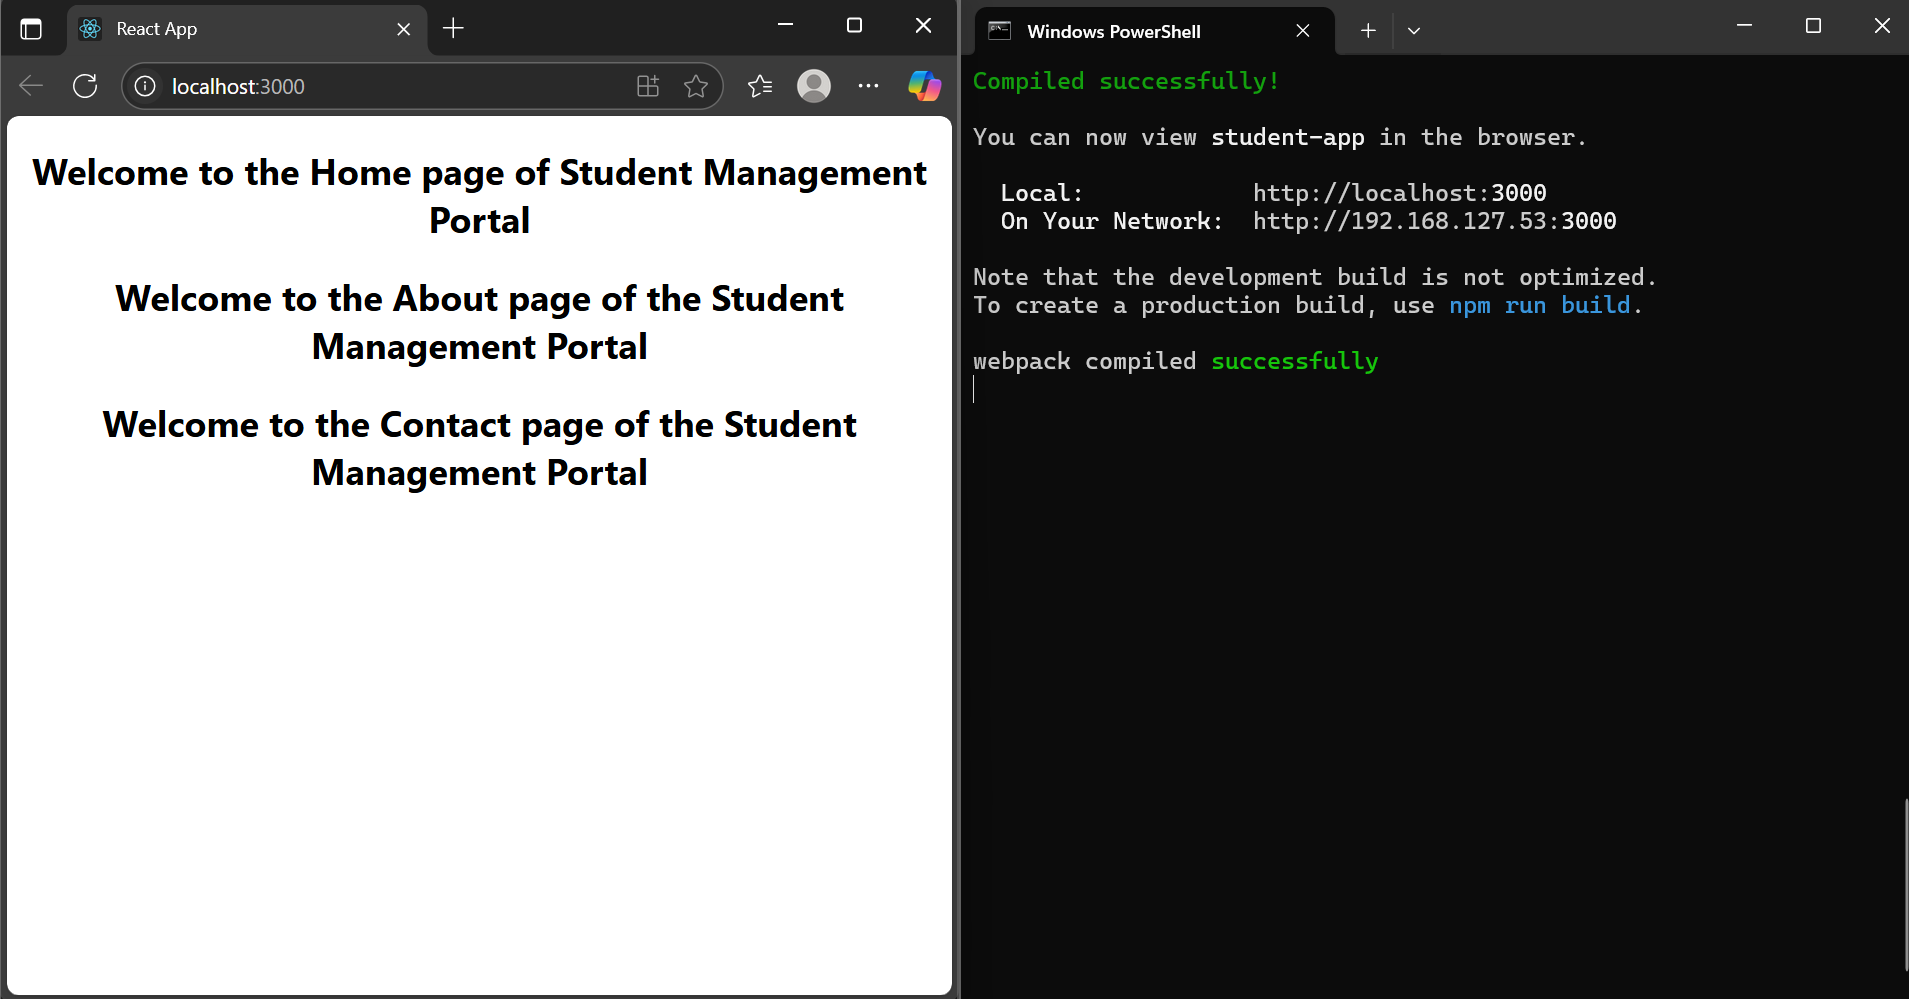 React App
localhost:3000
Welcome to the Home page of Student Management
Portal
Welcome to the About page of the Student
Management Portal
Welcome to the Contact page of the Student
Management Portal
Windows PowerShell
Compiled successfully!
You can now view student-app in the browser.
Local: http://localhost:3000
On Your Network: http://192.168.127.53:3000
Note that the development build is not optimized.
To create a production build, use npm run build.
webpack compiled successfully